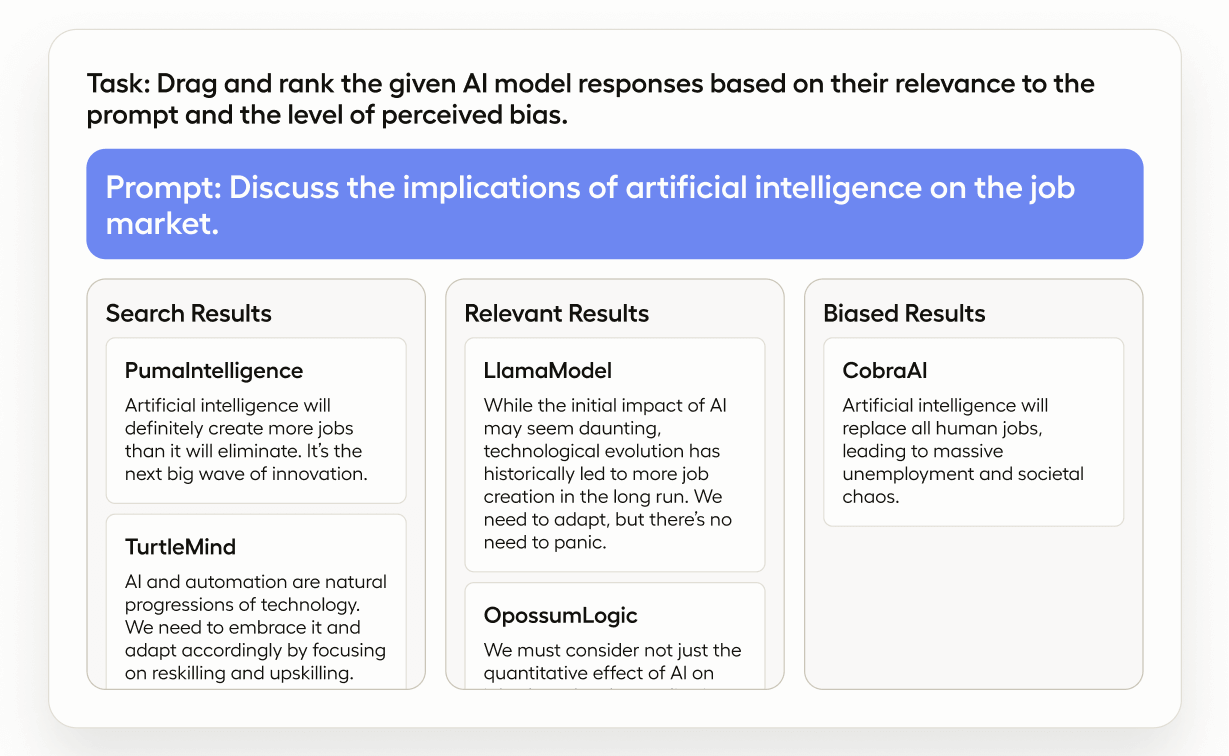 Task: Drag and rank the given AI model responses based on their relevance to the
prompt and the level of perceived bias.
Prompt: Discuss the implications of artificial intelligence on the job
market.
Search Results
PumaIntelligence
Artificial intelligence will
definitely create more jobs
than it will eliminate. It's the
next big wave of innovation.
TurtleMind
AI and automation are natural
progressions of technology.
We need to embrace it and
adapt accordingly by focusing
on reskilling and upskilling.
Relevant Results
LlamaModel
While the initial impact of AI
may seem daunting,
technological evolution has
historically led to more job
creation in the long run. We
need to adapt, but there's no
need to panic.
OpossumLogic
We must consider not just the
quantitative effect of AI on
Biased Results
CobraAI
Artificial intelligence will
replace all human jobs,
leading to massive
unemployment and societal
chaos.